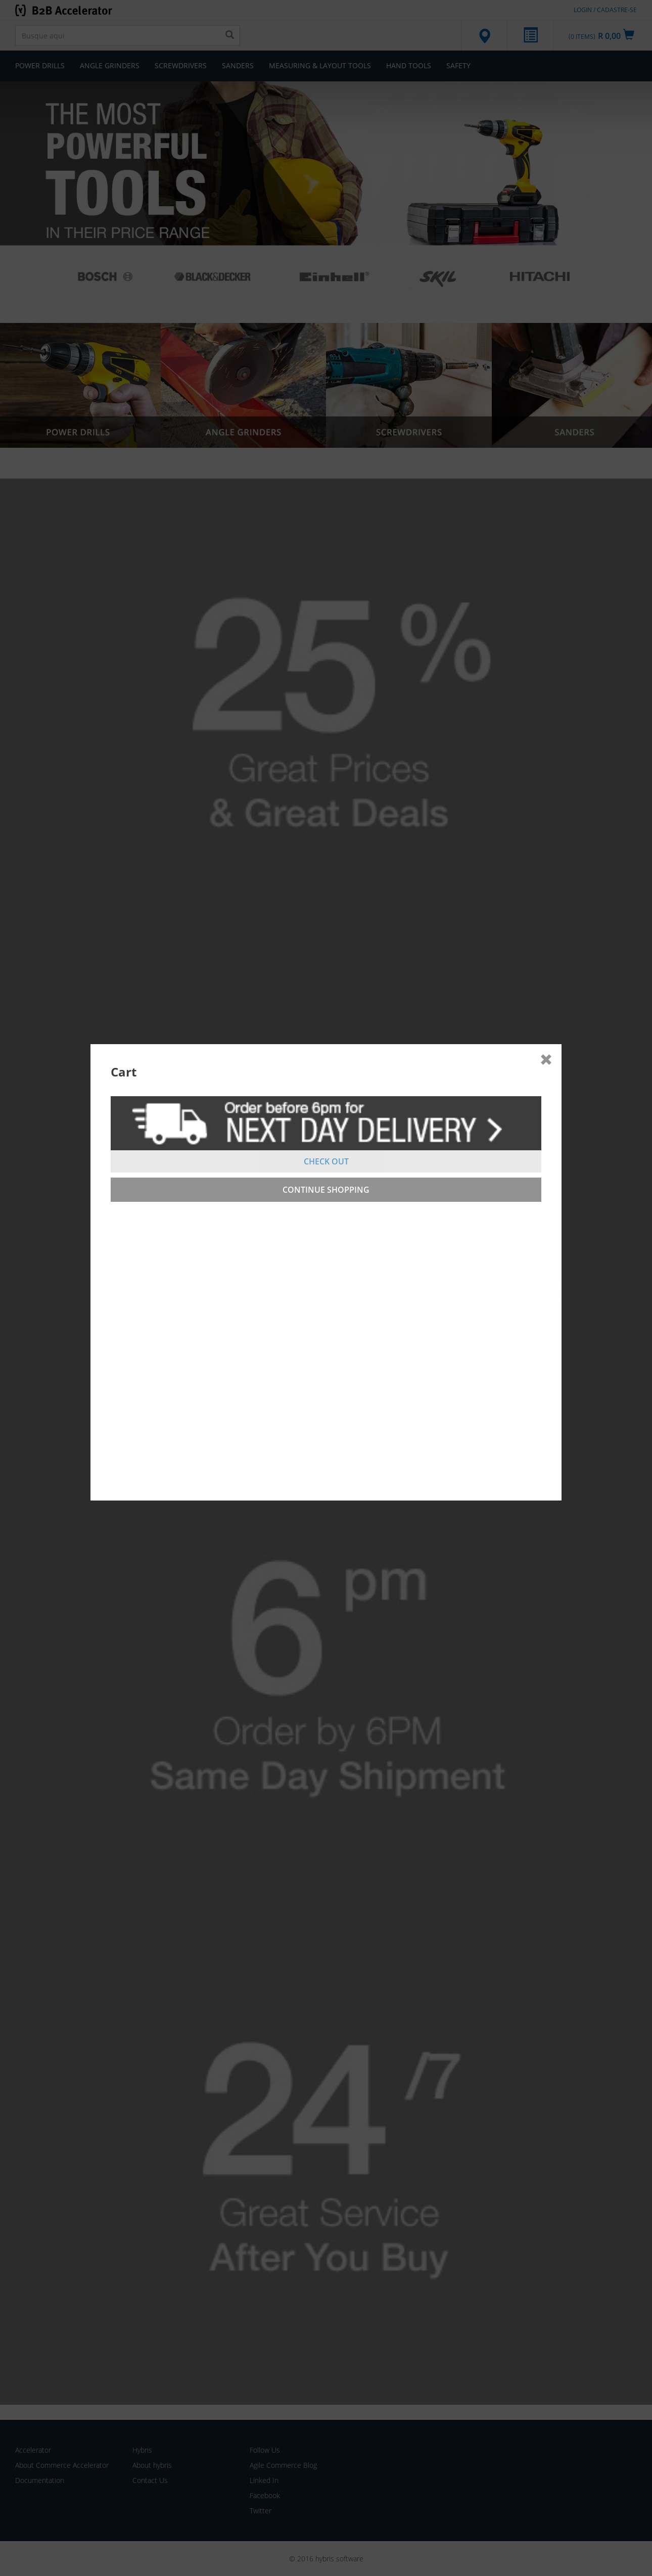 B2B Accelerator
LOGIN / CADASTRE-SE
Busque aqui
(0 ITEMS) R 0,00
POWER DRILLS ANGLE GRINDERS SCREWDRIVERS SANDERS MEASURING & LAYOUT TOOLS HAND TOOLS SAFETY
THE MOST
POWERFUL
TOOLS
IN THEIR PRICE RANGE
BOSCH BLACK&DECKER Einhell SKIL HITACHI
POWER DRILLS ANGLE GRINDERS SCREWDRIVERS SANDERS
25%
Great Prices
& Great Deals
Cart
Order before 6pm for
NEXT DAY DELIVERY
CHECK OUT
CONTINUE SHOPPING
6pm
Order by 6PM
Same Day Shipment
24/7
Great Service
After You Buy
Accelerator
About Commerce Accelerator
Documentation
Hybris
About hybris
Contact Us
Follow Us
Agile Commerce Blog
Linked In
Facebook
Twitter
© 2016 hybris software